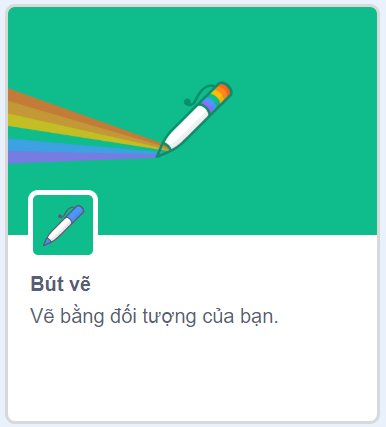 Bút vẽ
Vẽ bằng đối tượng của bạn.